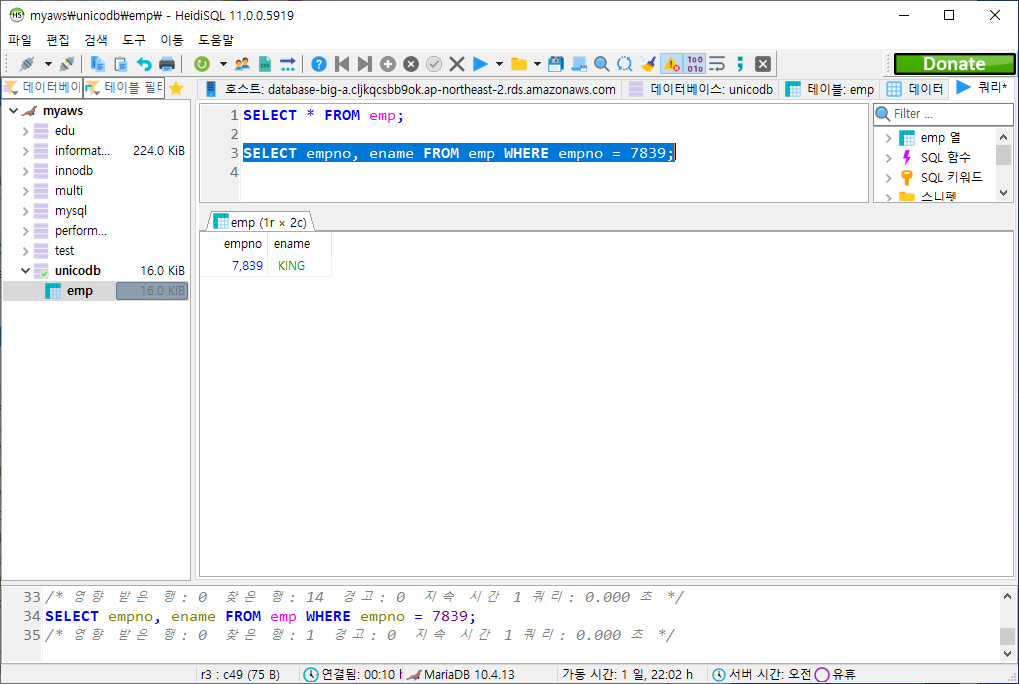 myaws\unicodb\emp\ - HeidiSQL 11.0.0.5919
파일 편집 검색 도구 이동 도움말
Donate
데이터베이 테이블 필터 호스트: database-big-a.cljkqcsbb9ok.ap-northeast-2.rds.amazonaws.com 데이터베이스: unicodb 테이블: emp 데이터 쿼리*
myaws
edu
informat... 224.0 KiB
innodb
multi
mysql
perform...
test
unicodb 16.0 KiB
emp 16.0 KiB
1 SELECT * FROM emp;
2
3 SELECT empno, ename FROM emp WHERE empno = 7839;
4
Filter ...
emp 열
SQL 함수
SQL 키워드
스니펫
emp (1r × 2c)
empno ename
7,839 KING
33 /* 영향 받은 행: 0 찾은 행: 14 경고: 0 지속 시간 1 쿼리: 0.000 초 */
34 SELECT empno, ename FROM emp WHERE empno = 7839;
35 /* 영향 받은 행: 0 찾은 행: 1 경고: 0 지속 시간 1 쿼리: 0.000 초 */
r3 : c49 (75 B) 연결됨: 00:10 h MariaDB 10.4.13 가동 시간: 1 일, 22:02 h 서버 시간: 오전 유휴